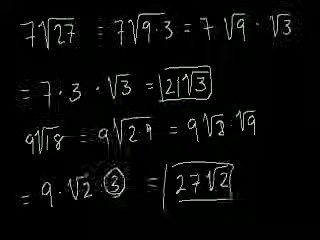 7√27 = 7√9·3 = 7√9 · √3
= 7·3 · √3 = 21√3
9√18 = 9√2·9 = 9√2·√9
= 9·√2 · 3 = 27√2